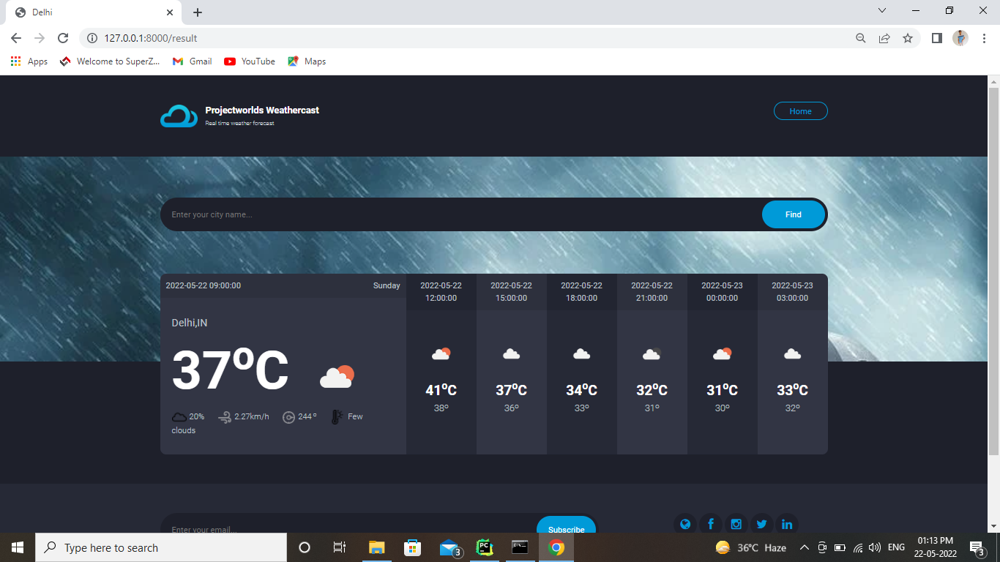 Delhi
127.0.0.1:8000/result
Apps
Welcome to SuperZ...
Gmail
YouTube
Maps
Projectworlds Weathercast
Real time weather forecast
Home
Enter your city name...
Find
2022-05-22 09:00:00 Sunday
Delhi,IN
37ºC
20% 2.27km/h 244º Few
clouds
2022-05-22
12:00:00
41ºC
38º
2022-05-22
15:00:00
37ºC
36º
2022-05-22
18:00:00
34ºC
33º
2022-05-22
21:00:00
32ºC
31º
2022-05-23
00:00:00
31ºC
30º
2022-05-23
03:00:00
33ºC
32º
Enter your email...
Subscribe
Type here to search
3
PC
36°C Haze
ENG
01:13 PM
22-05-2022
3